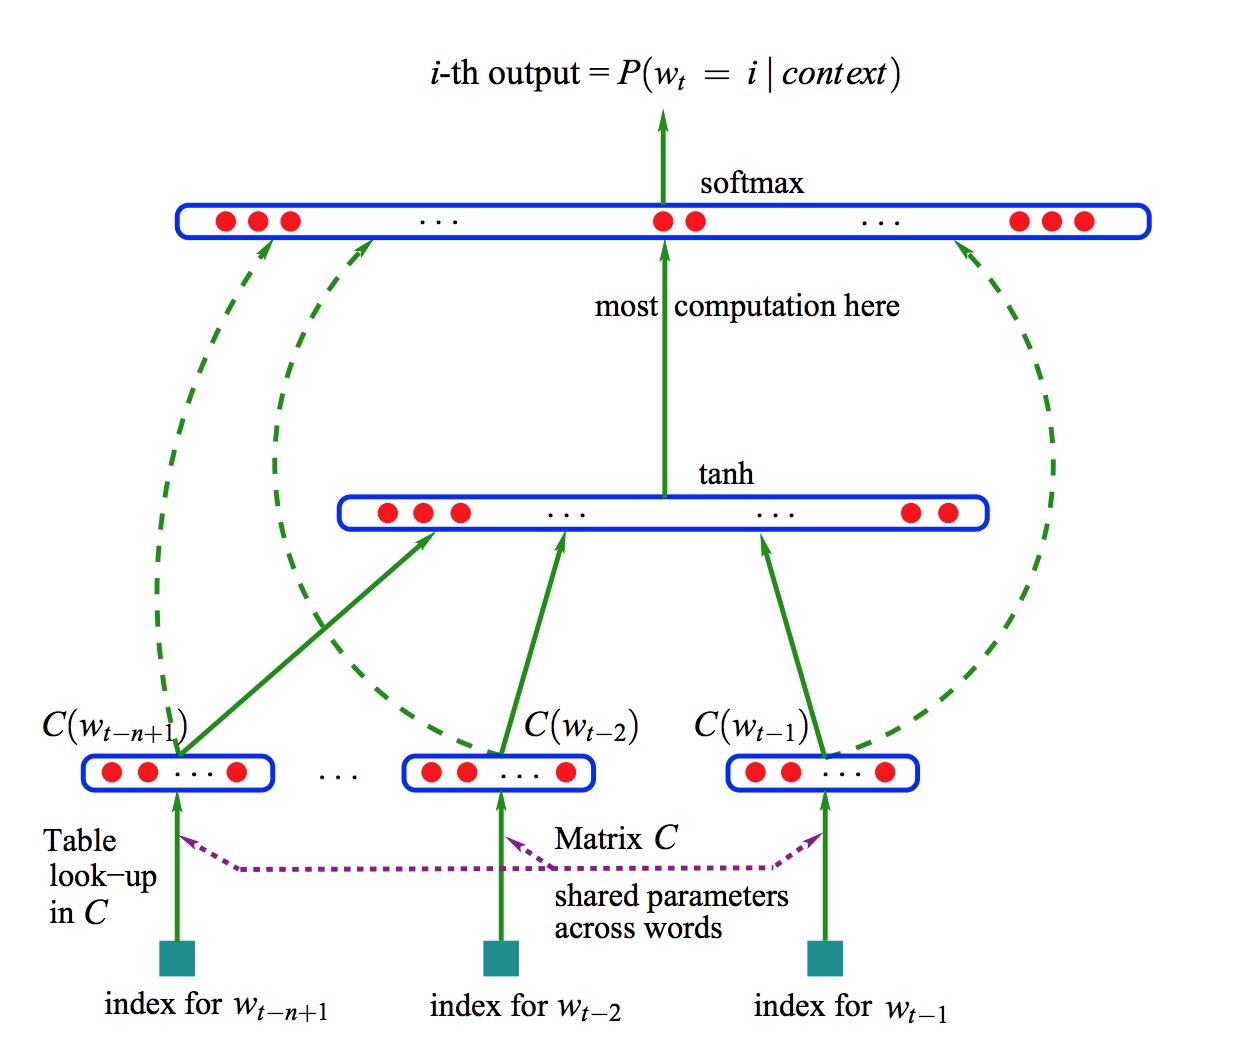 i-th output = P(w_t = i | context)
softmax
. . .
. . .
most computation here
tanh
. . .
. . .
C(w_{t−n+1})
C(w_{t−2})
C(w_{t−1})
. . .
. . .
. . .
. . .
Table
look−up
in C
Matrix C
shared parameters
across words
index for w_{t−n+1}
index for w_{t−2}
index for w_{t−1}